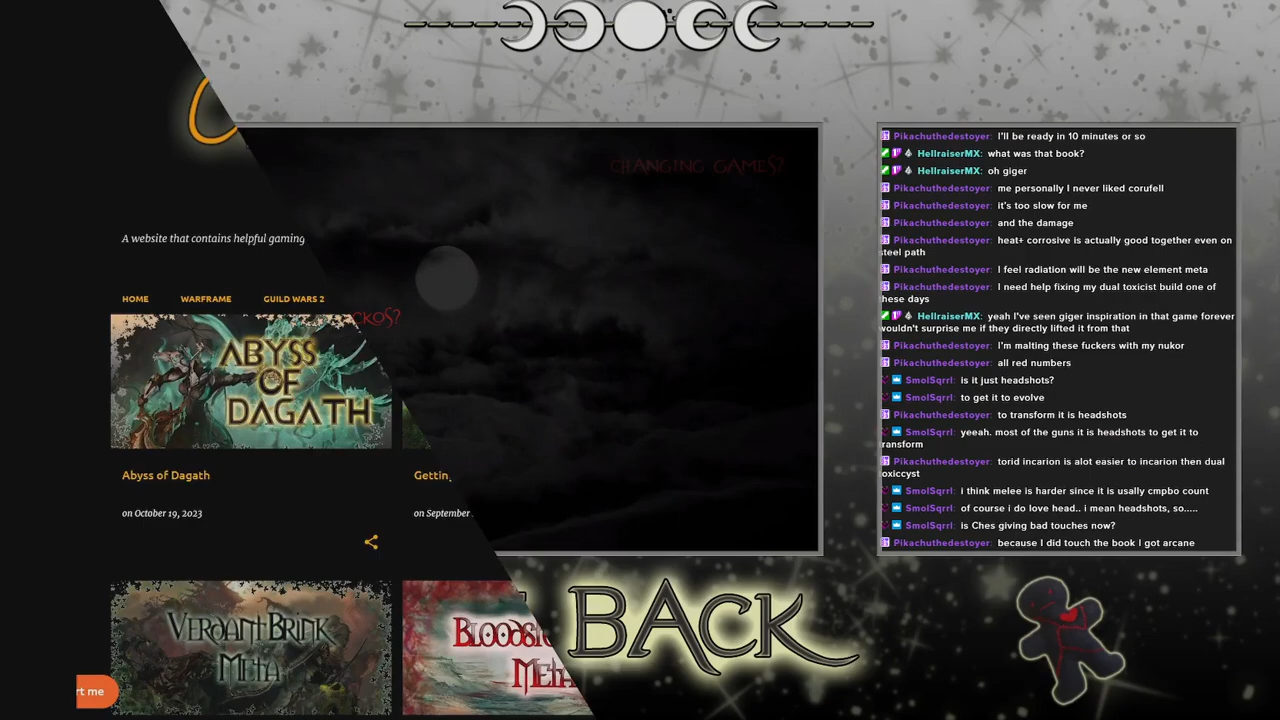 A website that contains helpful gaming
HOME WARFRAME GUILD WARS 2
ABYSS
OF
DAGATH
Abyss of Dagath
on October 19, 2023
on September
VERDANT BRINK
META
rt me
CHANGING GAMES?
BACK
Pikachuthedestoyer: I'll be ready in 10 minutes or so
HellraiserMX: what was that book?
HellraiserMX: oh giger
Pikachuthedestoyer: me personally I never liked corufell
Pikachuthedestoyer: it's too slow for me
Pikachuthedestoyer: and the damage
Pikachuthedestoyer: heat+ corrosive is actually good together even on
steel path
Pikachuthedestoyer: I feel radiation will be the new element meta
Pikachuthedestoyer: I need help fixing my dual toxicist build one of
these days
HellraiserMX: yeah I've seen giger inspiration in that game forever
wouldn't surprise me if they directly lifted it from that
Pikachuthedestoyer: I'm malting these fuckers with my nukor
Pikachuthedestoyer: all red numbers
SmolSqrrl: is it just headshots?
SmolSqrrl: to get it to evolve
Pikachuthedestoyer: to transform it is headshots
SmolSqrrl: yeeah. most of the guns it is headshots to get it to
transform
Pikachuthedestoyer: torid incarion is alot easier to incarion then dual
toxiccyst
SmolSqrrl: i think melee is harder since it is usally cmpbo count
SmolSqrrl: of course i do love head.. i mean headshots, so.....
SmolSqrrl: is Ches giving bad touches now?
Pikachuthedestoyer: because I did touch the book I got arcane